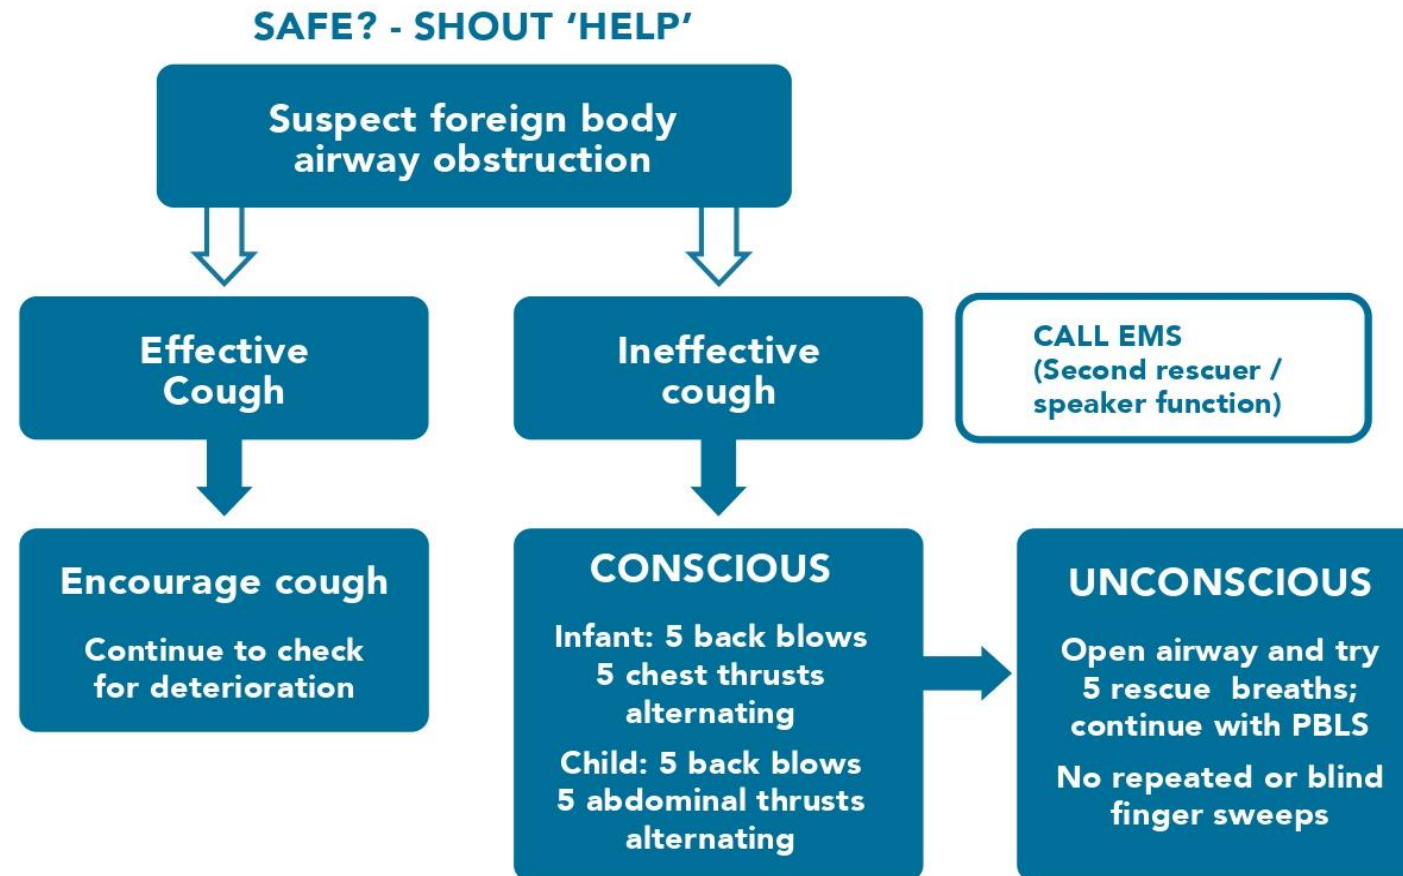 SAFE? - SHOUT ‘HELP’
Suspect foreign body
airway obstruction
Effective
Cough
Ineffective
cough
CALL EMS
(Second rescuer /
speaker function)
Encourage cough
Continue to check
for deterioration
CONSCIOUS
Infant: 5 back blows
5 chest thrusts
alternating
Child: 5 back blows
5 abdominal thrusts
alternating
UNCONSCIOUS
Open airway and try
5 rescue breaths;
continue with PBLS
No repeated or blind
finger sweeps